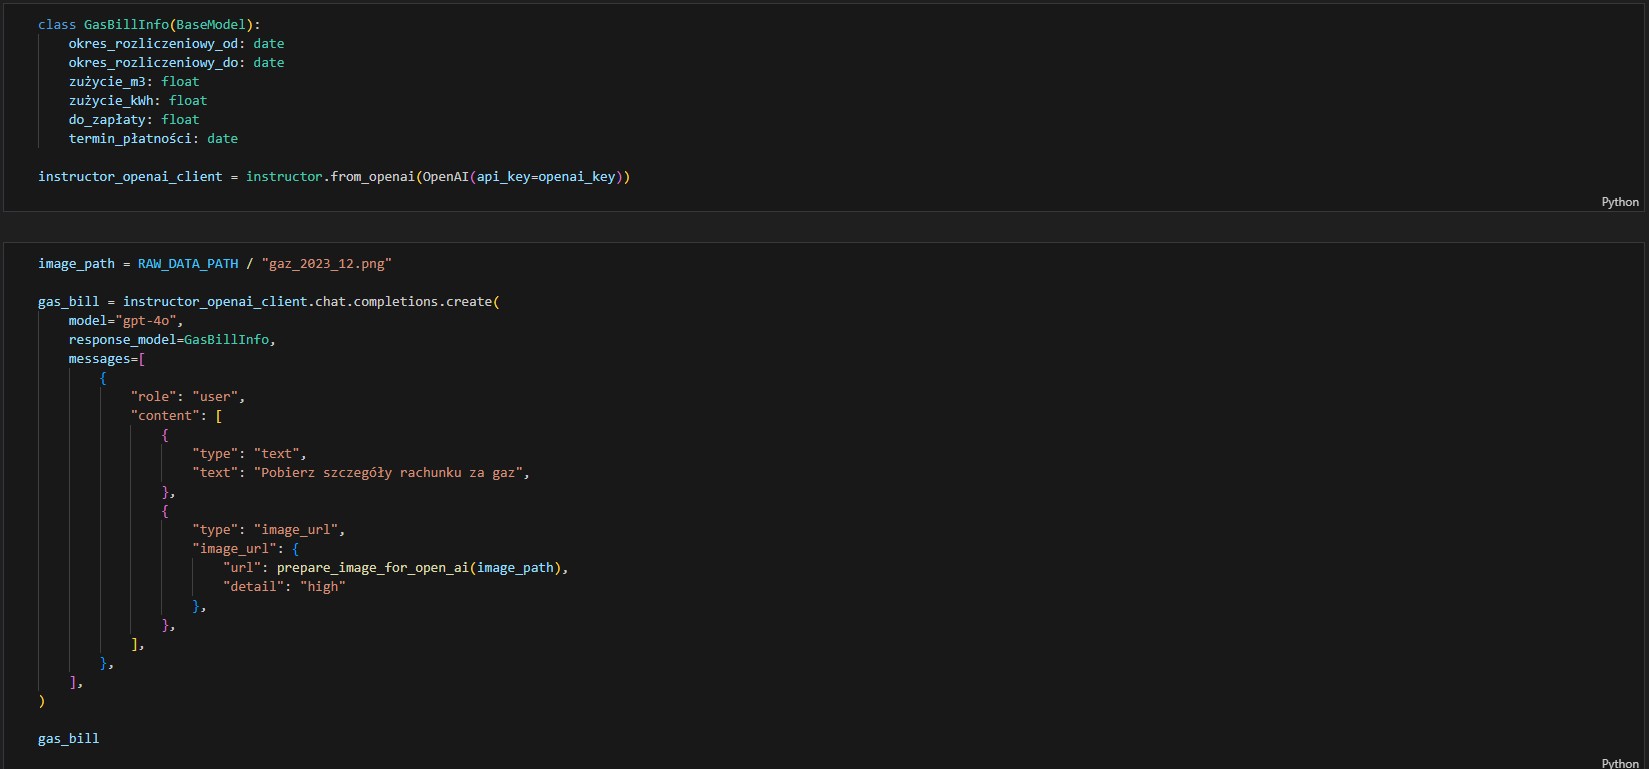 class GasBillInfo(BaseModel):
    okres_rozliczeniowy_od: date
    okres_rozliczeniowy_do: date
    zużycie_m3: float
    zużycie_kWh: float
    do_zapłaty: float
    termin_płatności: date
instructor_openai_client = instructor.from_openai(OpenAI(api_key=openai_key))
Python
image_path = RAW_DATA_PATH / "gaz_2023_12.png"
gas_bill = instructor_openai_client.chat.completions.create(
    model="gpt-4o",
    response_model=GasBillInfo,
    messages=[
        {
            "role": "user",
            "content": [
                {
                    "type": "text",
                    "text": "Pobierz szczegóły rachunku za gaz",
                },
                {
                    "type": "image_url",
                    "image_url": {
                        "url": prepare_image_for_open_ai(image_path),
                        "detail": "high"
                    },
                },
            ],
        },
    ],
)
gas_bill
Python